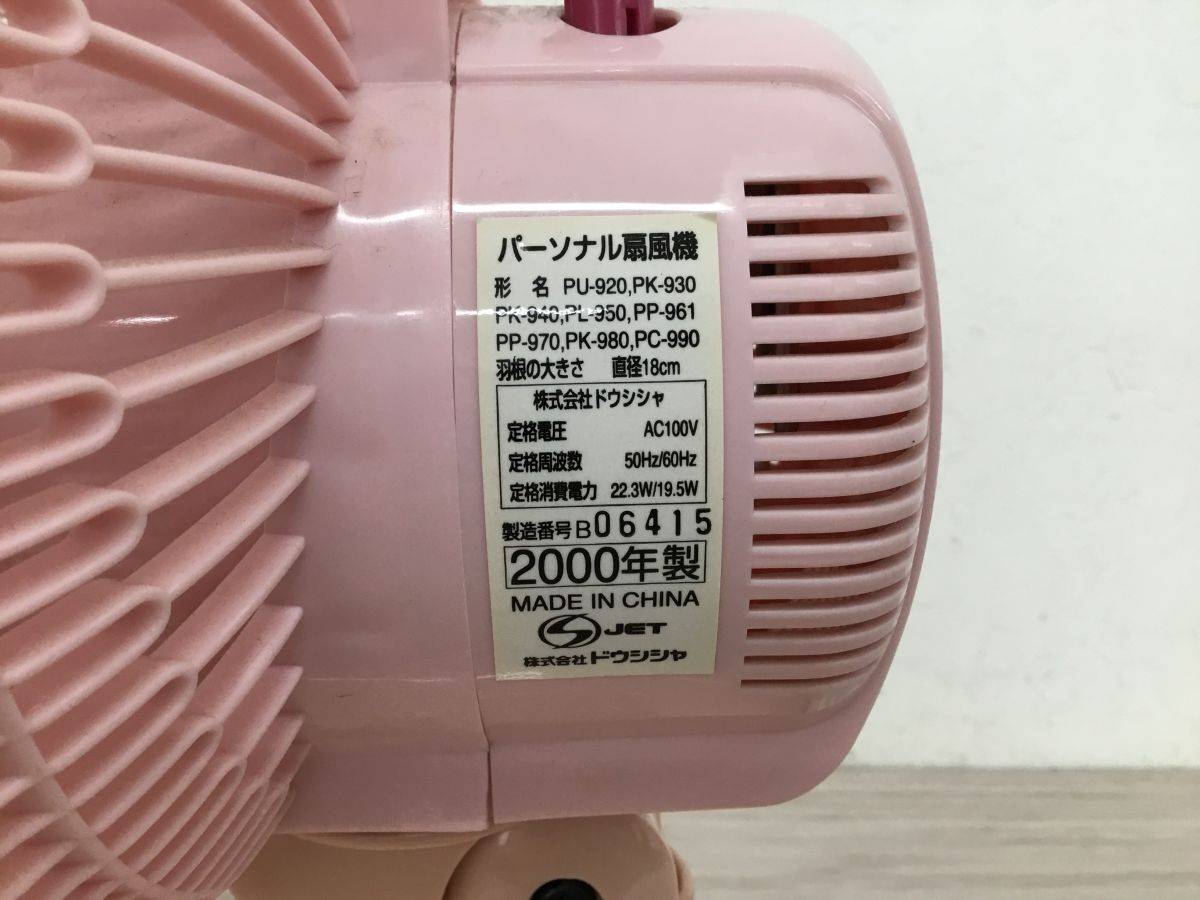 パーソナル扇風機
形 名 PU-920,PK-930
PK-940,PL-950,PP-961
PP-970,PK-980,PC-990
羽根の大きさ 直径18cm
株式会社ドウシシャ
定格電圧 AC100V
定格周波数 50Hz/60Hz
定格消費電力 22.3W/19.5W
製造番号B06415
2000年製
MADE IN CHINA
JET
株式会社ドウシシャ